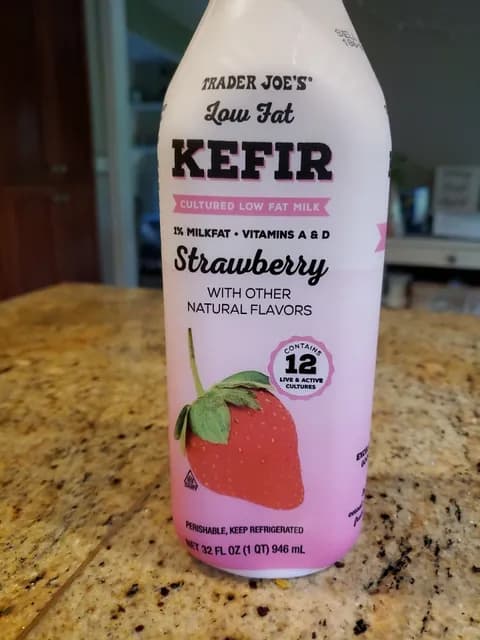 TRADER JOE'S
Low Fat
KEFIR
CULTURED LOW FAT MILK
1% MILKFAT • VITAMINS A & D
Strawberry
WITH OTHER
NATURAL FLAVORS
CONTAINS
12
LIVE & ACTIVE
CULTURES
DAIRY
PERISHABLE, KEEP REFRIGERATED
NET 32 FL OZ (1 QT) 946 mL